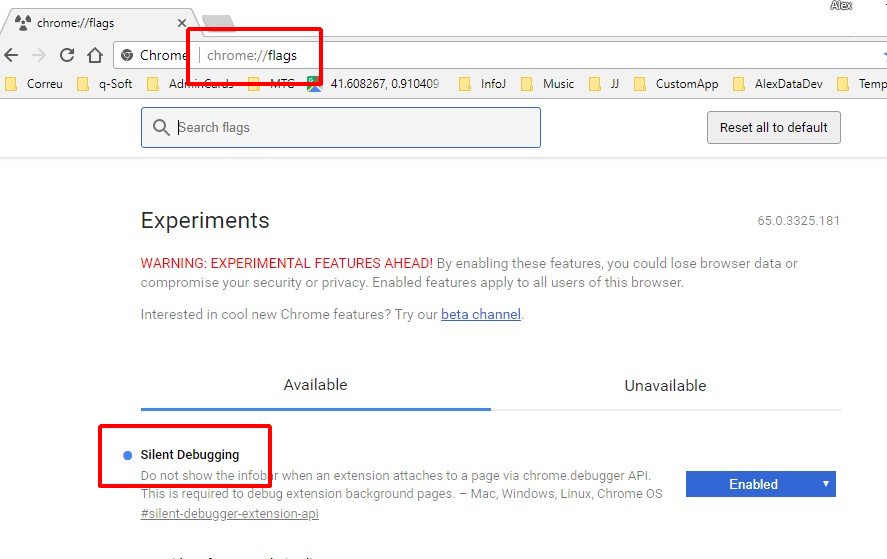 Alex
chrome://flags
Chrome | chrome://flags
Correu q-Soft AdminCards MTG 41.608267, 0.910409 InfoJ Music JJ CustomApp AlexDataDev Temp
Search flags
Reset all to default
Experiments
65.0.3325.181
WARNING: EXPERIMENTAL FEATURES AHEAD! By enabling these features, you could lose browser data or
compromise your security or privacy. Enabled features apply to all users of this browser.
Interested in cool new Chrome features? Try our beta channel.
Available Unavailable
Silent Debugging
Do not show the infobar when an extension attaches to a page via chrome.debugger API.
This is required to debug extension background pages. – Mac, Windows, Linux, Chrome OS
Enabled
#silent-debugger-extension-api